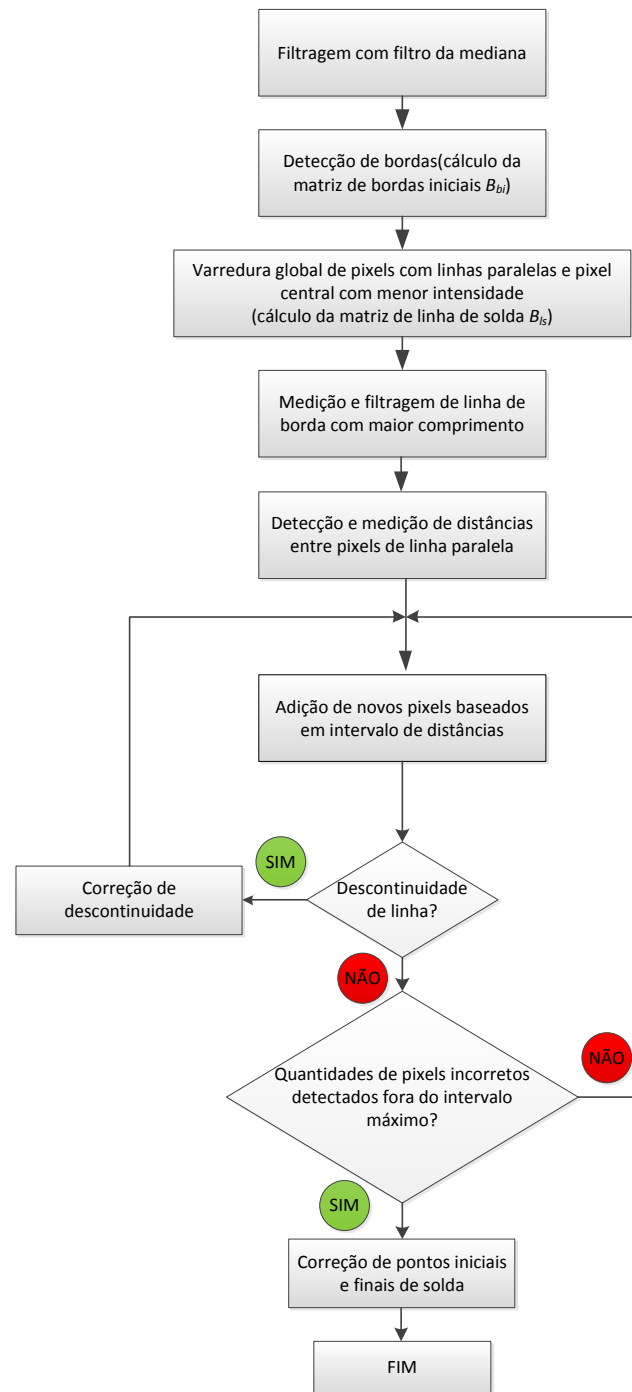 Filtragem com filtro da mediana
Detecção de bordas(cálculo da
matriz de bordas iniciais Bbi)
Varredura global de pixels com linhas paralelas e pixel
central com menor intensidade
(cálculo da matriz de linha de solda Bls)
Medição e filtragem de linha de
borda com maior comprimento
Detecção e medição de distâncias
entre pixels de linha paralela
Adição de novos pixels baseados
em intervalo de distâncias
SIM
Correção de
descontinuidade
Descontinuidade
de linha?
NÃO
NÃO
Quantidades de pixels incorretos
detectados fora do intervalo
máximo?
SIM
Correção de pontos iniciais
e finais de solda
FIM